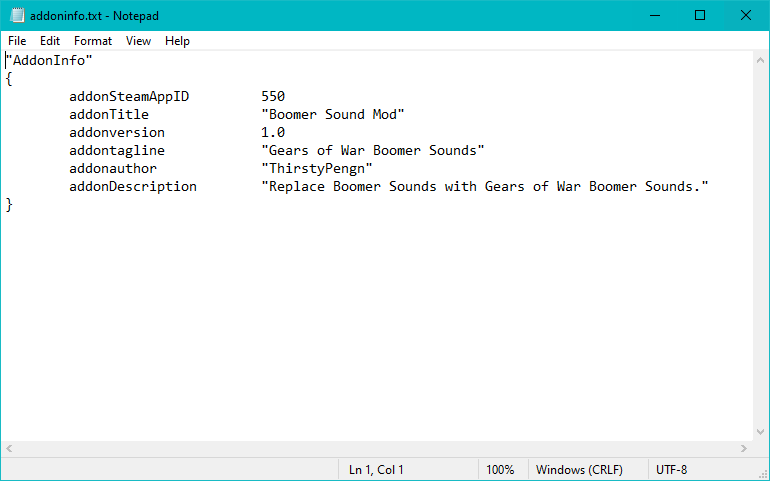 addoninfo.txt - Notepad
File Edit Format View Help
"AddonInfo"
{
addonSteamAppID 550
addonTitle "Boomer Sound Mod"
addonversion 1.0
addontagline "Gears of War Boomer Sounds"
addonauthor "ThirstyPengn"
addonDescription "Replace Boomer Sounds with Gears of War Boomer Sounds."
}
Ln 1, Col 1 100% Windows (CRLF) UTF-8